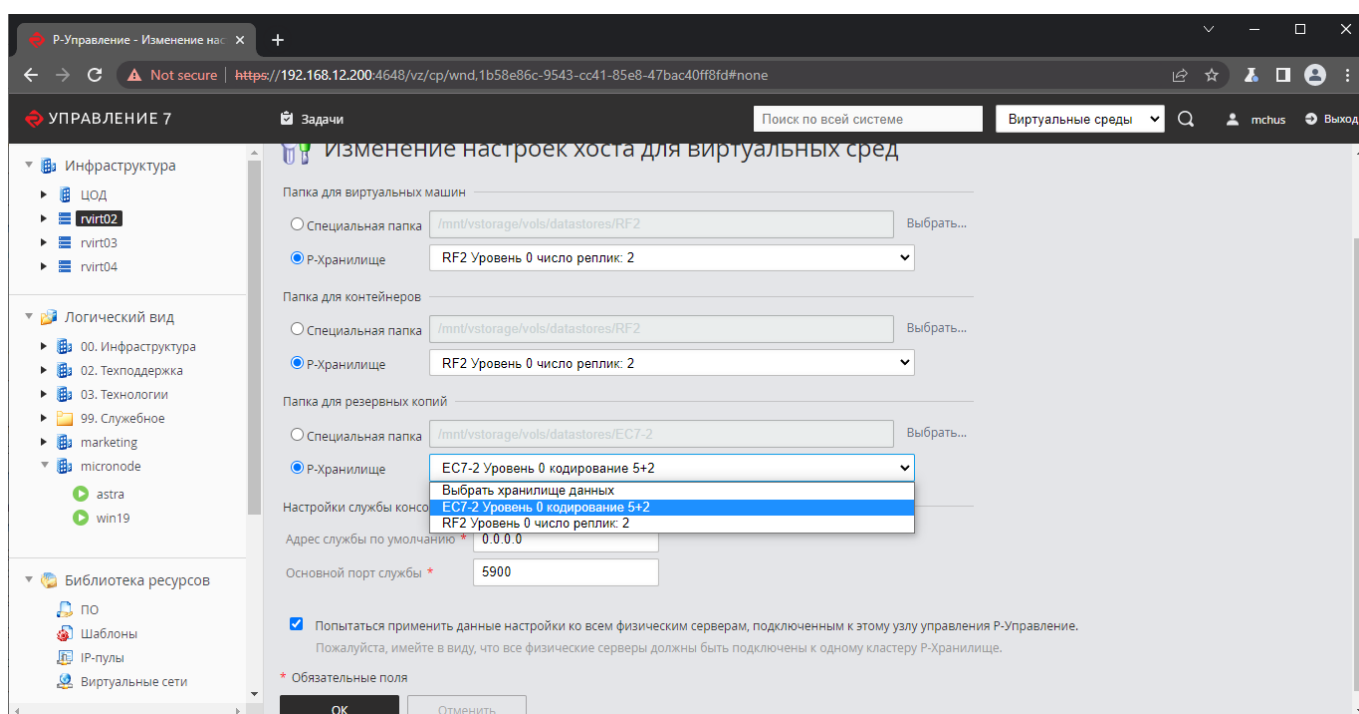 Р-Управление - Изменение нас
Not secure | https://192.168.12.200:4648/vz/cp/wnd,1b58e86c-9543-cc41-85e8-47bac40ff8fd#none
УПРАВЛЕНИЕ 7
Задачи
Поиск по всей системе
Виртуальные среды
mchus
Выход
Инфраструктура
ЦОД
rvirt02
rvirt03
rvirt04
Логический вид
00. Инфраструктура
02. Техподдержка
03. Технологии
99. Служебное
marketing
micronode
astra
win19
Библиотека ресурсов
ПО
Шаблоны
IP-пулы
Виртуальные сети
Изменение настроек хоста для виртуальных сред
Папка для виртуальных машин
Специальная папка /mnt/vstorage/vols/datastores/RF2 Выбрать...
Р-Хранилище RF2 Уровень 0 число реплик: 2
Папка для контейнеров
Специальная папка /mnt/vstorage/vols/datastores/RF2 Выбрать...
Р-Хранилище RF2 Уровень 0 число реплик: 2
Папка для резервных копий
Специальная папка /mnt/vstorage/vols/datastores/EC7-2 Выбрать...
Р-Хранилище EC7-2 Уровень 0 кодирование 5+2
Выбрать хранилище данных
EC7-2 Уровень 0 кодирование 5+2
RF2 Уровень 0 число реплик: 2
Настройки службы консо
Адрес службы по умолчанию * 0.0.0.0
Основной порт службы * 5900
Попытаться применить данные настройки ко всем физическим серверам, подключенным к этому узлу управления Р-Управление.
Пожалуйста, имейте в виду, что все физические серверы должны быть подключены к одному кластеру Р-Хранилище.
* Обязательные поля
ОК
Отменить